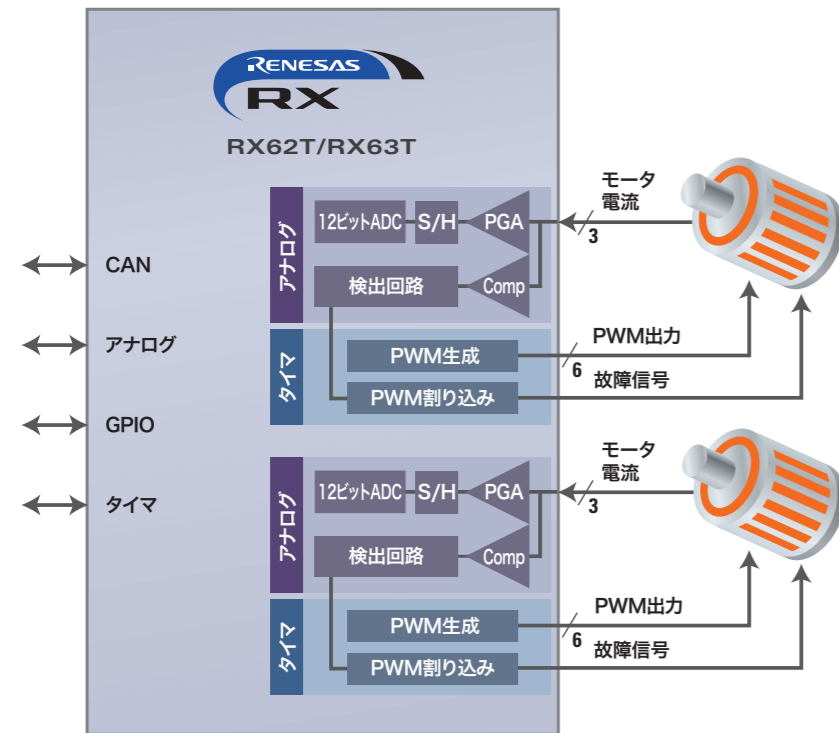 RENESAS
RX
RX62T/RX63T
CAN
アナログ
GPIO
タイマ
アナログ
12ビットADC
S/H
PGA
検出回路
Comp
モータ
電流
3
タイマ
PWM生成
PWM割り込み
PWM出力
6
故障信号
アナログ
12ビットADC
S/H
PGA
検出回路
Comp
モータ
電流
3
タイマ
PWM生成
PWM割り込み
PWM出力
6
故障信号